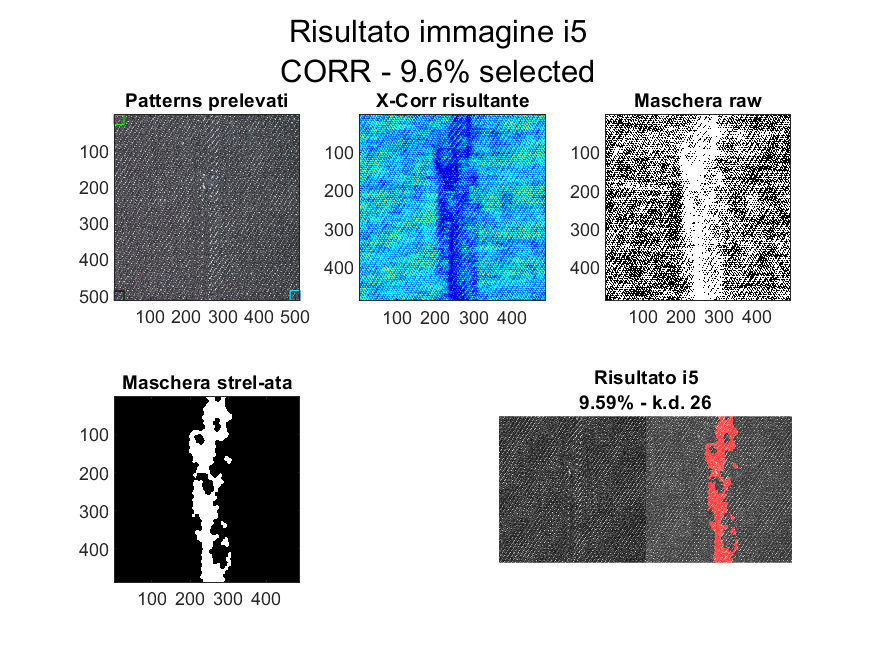 Risultato immagine i5
CORR - 9.6% selected
Patterns prelevati
100
200
300
400
500
100 200 300 400 500
X-Corr risultante
100
200
300
400
100 200 300 400
Maschera raw
100
200
300
400
100 200 300 400
Maschera strel-ata
100
200
300
400
100 200 300 400
Risultato i5
9.59% - k.d. 26